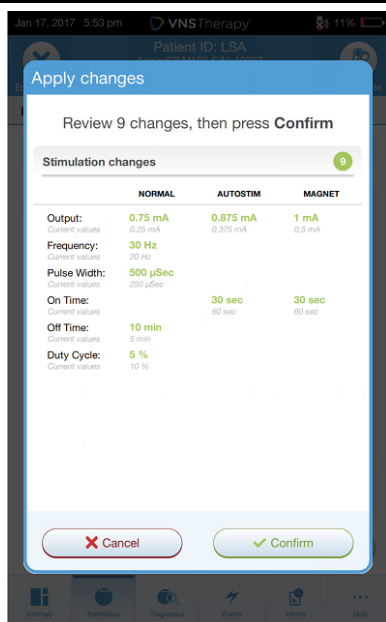 Jan 17, 2017 5:53 pm VNSTherapy 11%
Patient ID: LSA
Apply changes
Review 9 changes, then press Confirm
Stimulation changes 9
NORMAL AUTOSTIM MAGNET
Output: 0.75 mA 0.875 mA 1 mA
Current values 0.25 mA 0.375 mA 0.5 mA
Frequency: 30 Hz
Current values 20 Hz
Pulse Width: 500 µSec
Current values 250 µSec
On Time: 30 sec 30 sec
Current values 60 sec 60 sec
Off Time: 10 min
Current values 5 min
Duty Cycle: 5 %
Current values 10 %
Cancel Confirm
Summary Parameters Diagnostics Events History More